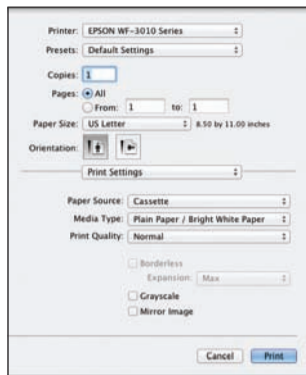 Printer: EPSON WF-3010 Series
Presets: Default Settings
Copies: 1
Pages: All
From: 1 to: 1
Paper Size: US Letter 8.50 by 11.00 inches
Orientation:
Print Settings
Paper Source: Cassette
Media Type: Plain Paper / Bright White Paper
Print Quality: Normal
Borderless
Expansion: Max
Grayscale
Mirror Image
Cancel Print